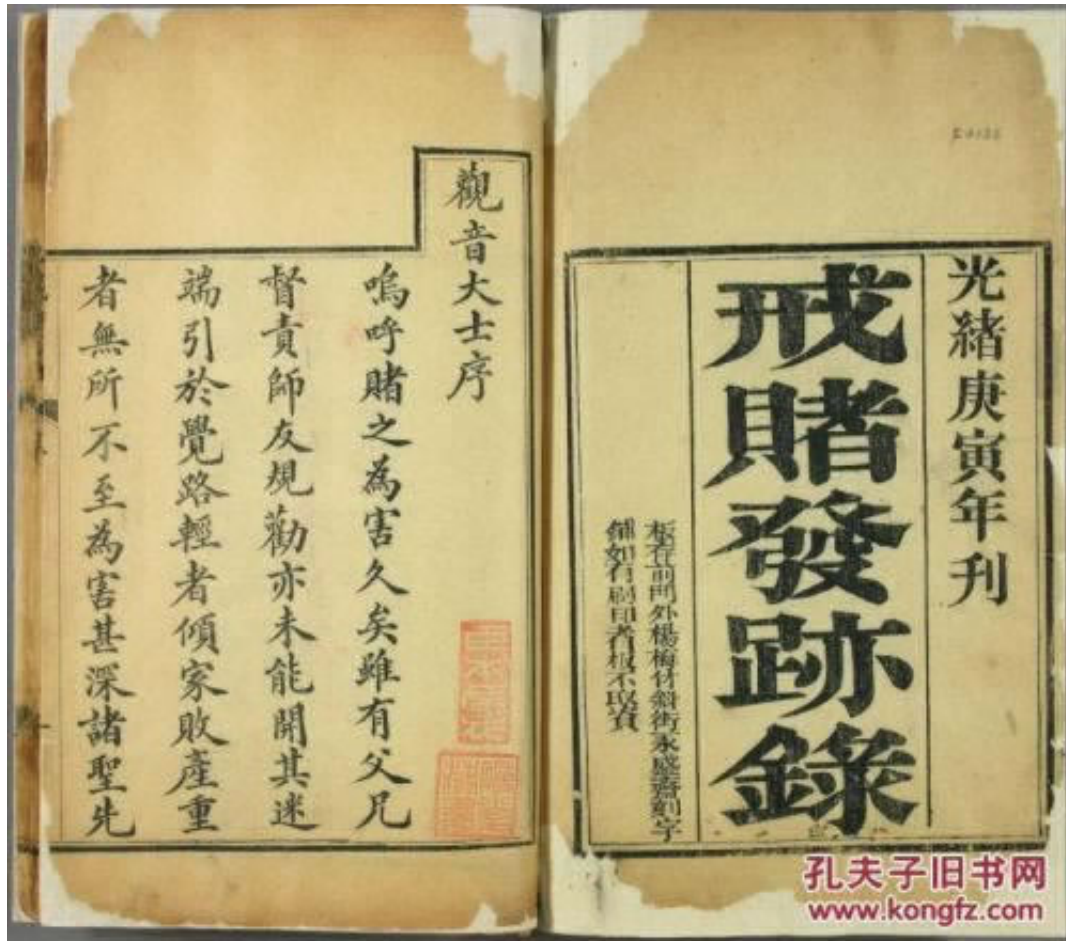 光緒庚寅年刊
戒賭發跡錄
板存前門外楊梅竹斜街永盛齋刻字
鋪如有刷印者板不取資
觀音大士序
嗚呼賭之為害久矣雖有父兄
督責師友規勸亦未能開其迷
端引於覺路輕者傾家敗產重
者無所不至為害甚深諸聖先
孔夫子旧书网
www.kongfz.com